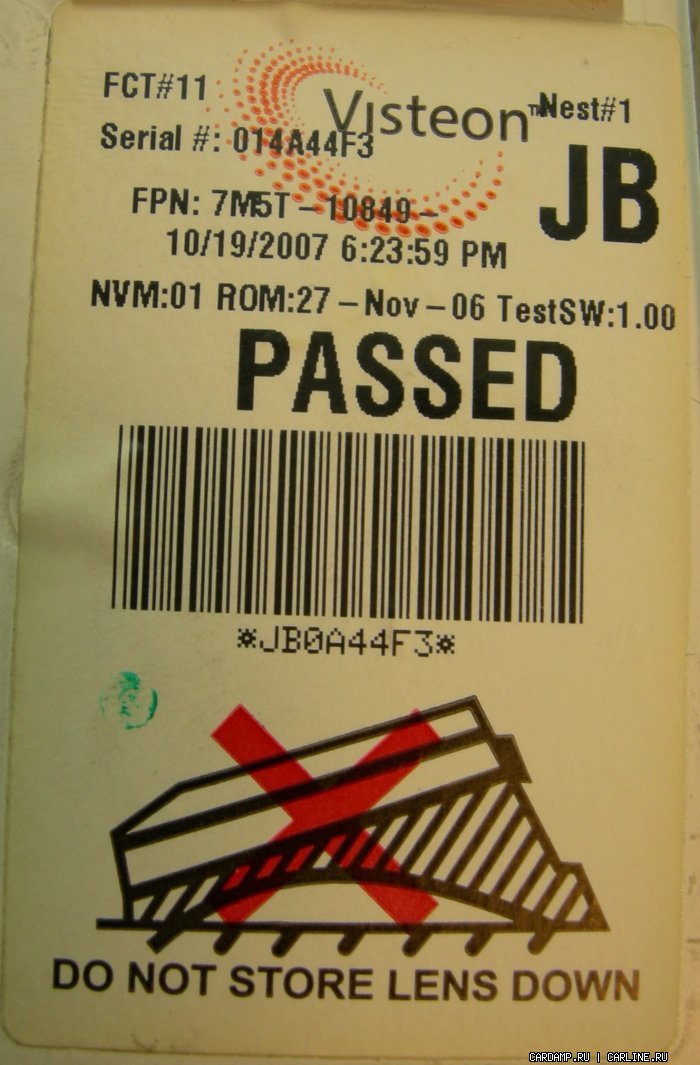 FCT#11
Visteon™
Nest#1
Serial #: 014A44F3
JB
FPN: 7M5T-10849-
10/19/2007 6:23:59 PM
NVM:01 ROM:27-Nov-06 TestSW:1.00
PASSED
*JB0A44F3*
DO NOT STORE LENS DOWN
CARDAMP.RU | CARLINE.RU